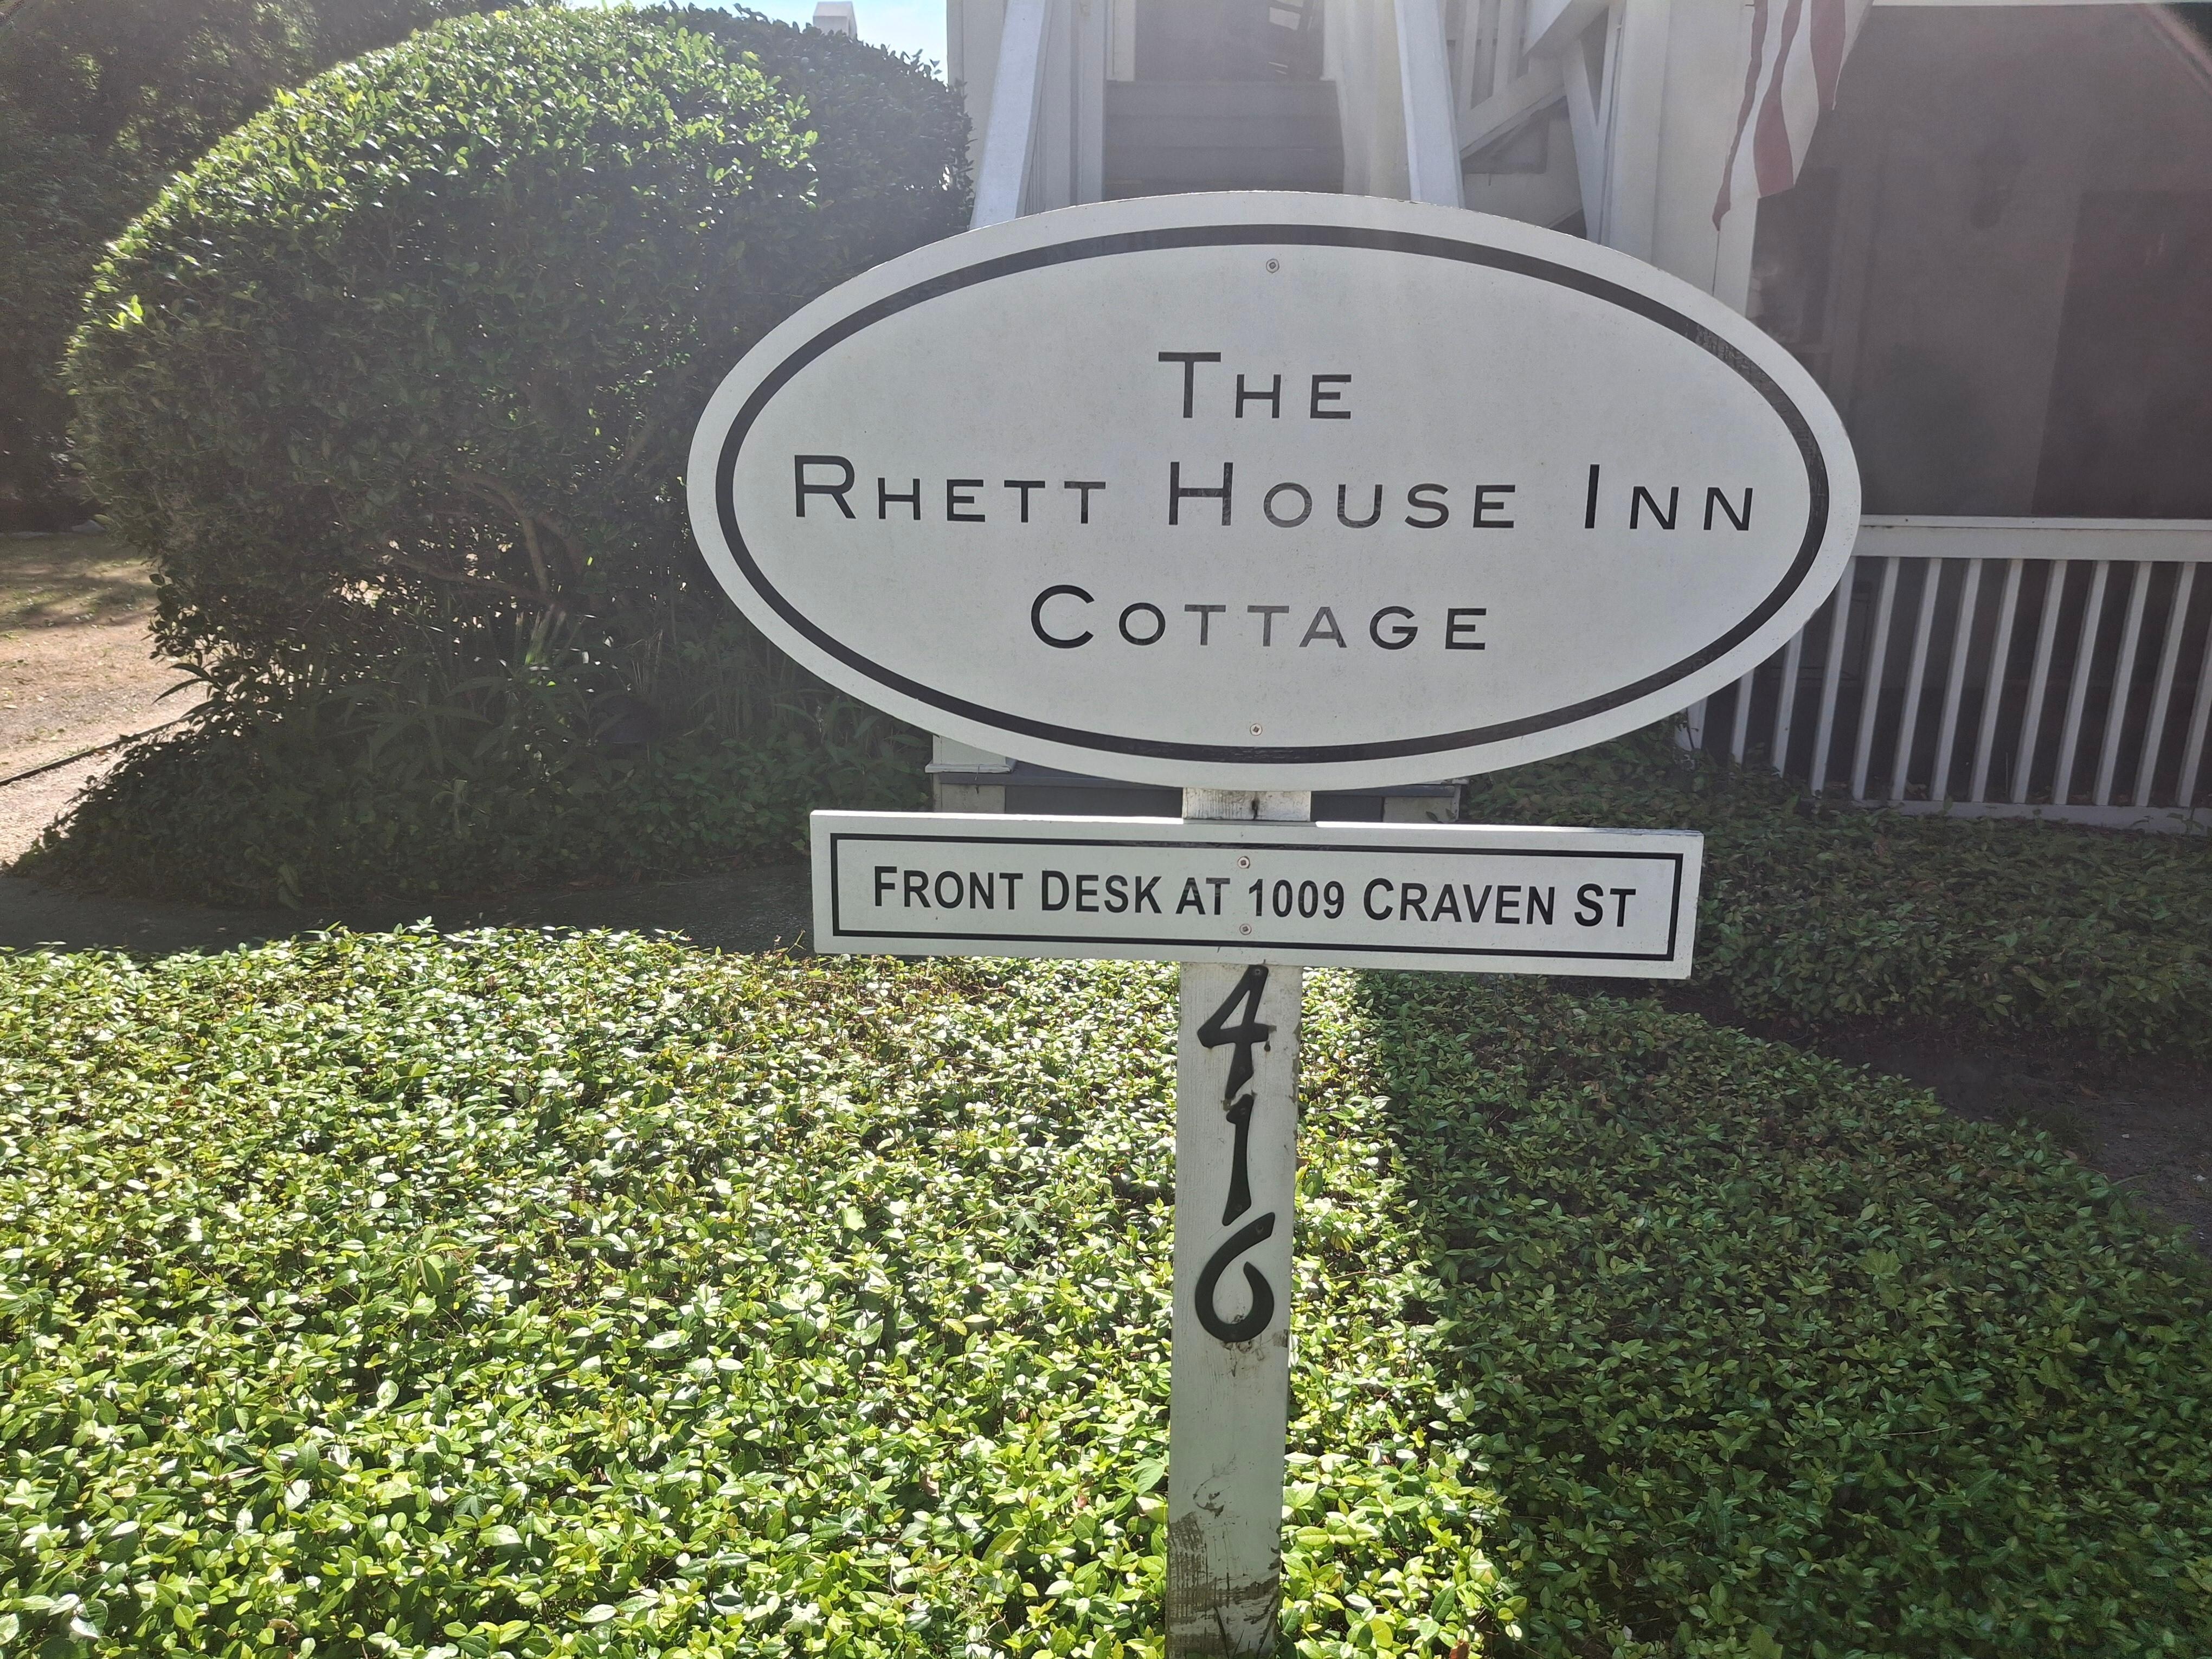 The
Rhett House Inn
Cottage
Front Desk at 1009 Craven St
416